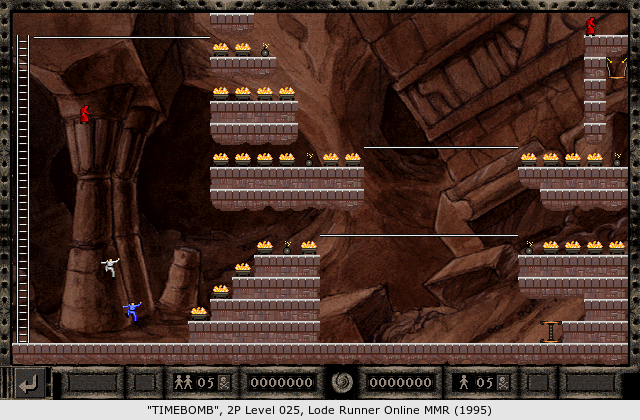 05 0000000 0000000 05
"TIMEBOMB", 2P Level 025, Lode Runner Online MMR (1995)